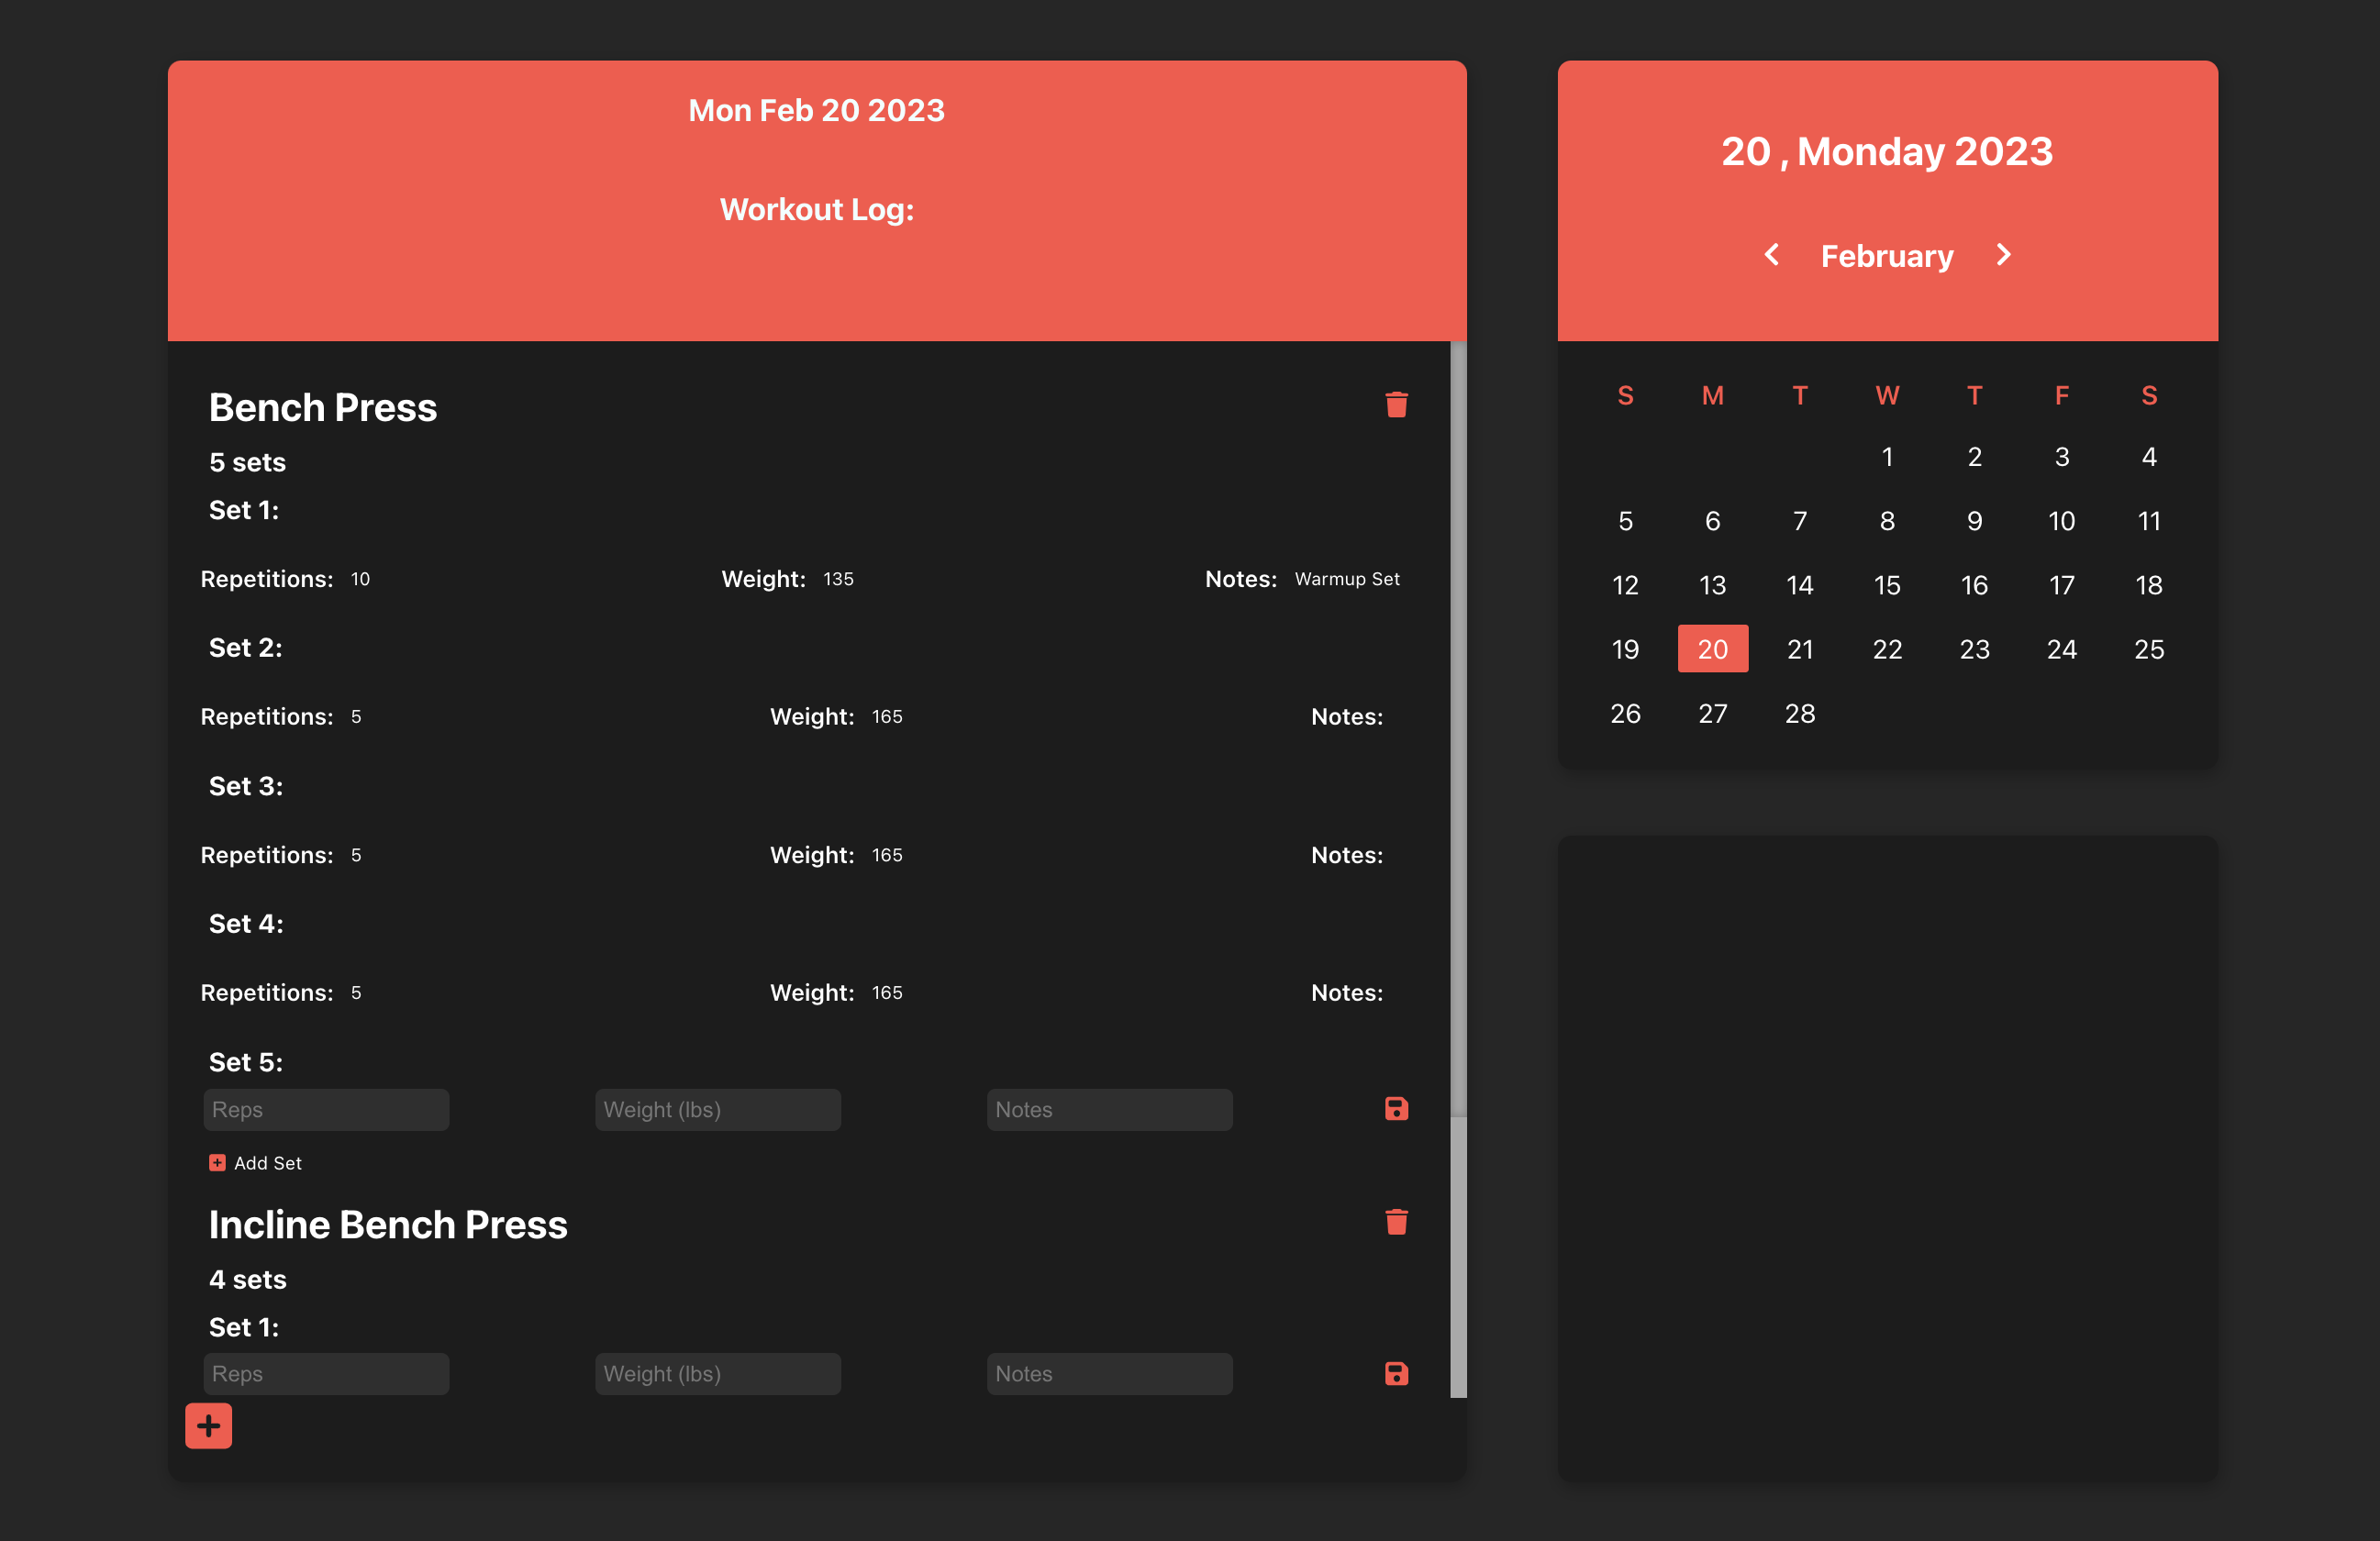 Mon Feb 20 2023
Workout Log:
Bench Press
5 sets
Set 1:
Repetitions: 10 Weight: 135 Notes: Warmup Set
Set 2:
Repetitions: 5 Weight: 165 Notes:
Set 3:
Repetitions: 5 Weight: 165 Notes:
Set 4:
Repetitions: 5 Weight: 165 Notes:
Set 5:
Reps Weight (lbs) Notes
Add Set
Incline Bench Press
4 sets
Set 1:
Reps Weight (lbs) Notes
20 , Monday 2023
February
S M T W T F S
1 2 3 4
5 6 7 8 9 10 11
12 13 14 15 16 17 18
19 20 21 22 23 24 25
26 27 28